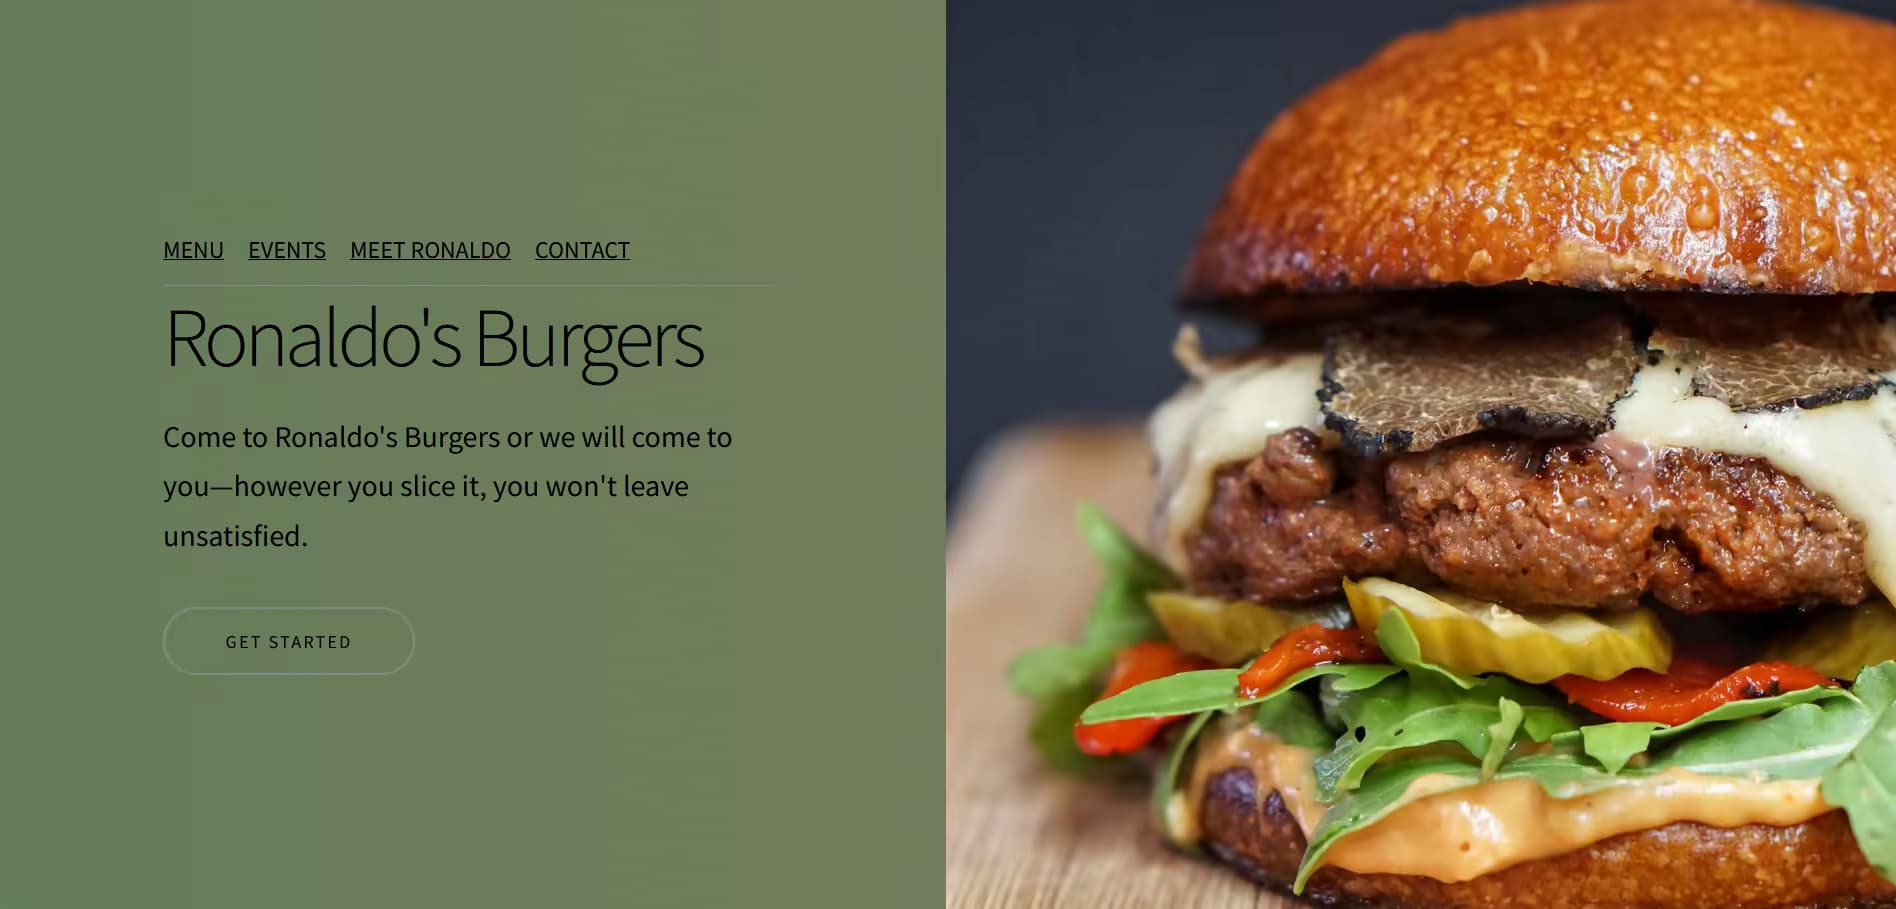 MENU EVENTS MEET RONALDO CONTACT
Ronaldo's Burgers
Come to Ronaldo's Burgers or we will come to
you—however you slice it, you won't leave
unsatisfied.
GET STARTED